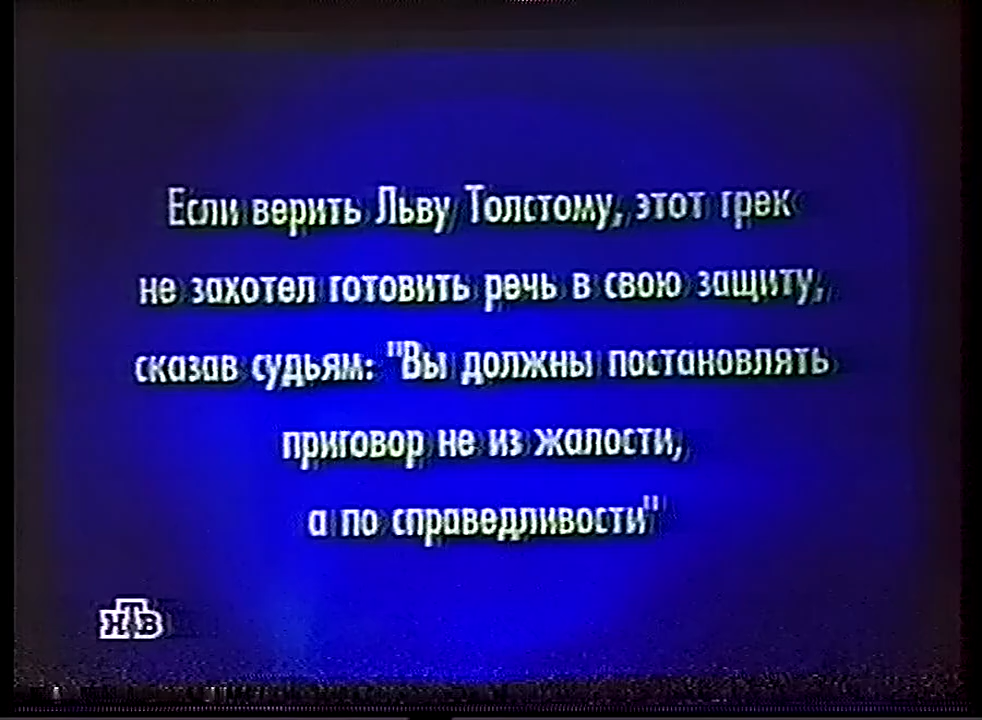 Если верить Льву Толстому, этот грек
не захотел готовить речь в свою защиту,
сказав судьям: "Вы должны постановлять
приговор не из жалости,
а по справедливости"
НТВ